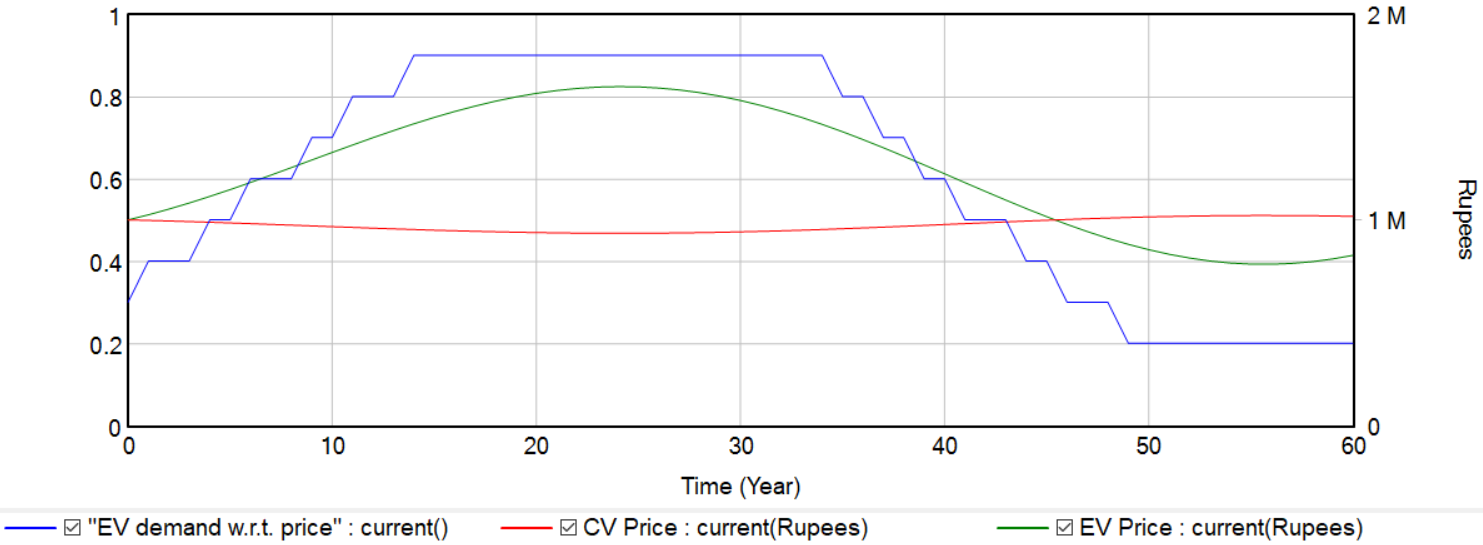 1
2 M
0.8
0.6
1 M
Rupees
0.4
0.2
0
0
0
10
20
30
40
50
60
Time (Year)
"EV demand w.r.t. price" : current()
CV Price : current(Rupees)
EV Price : current(Rupees)